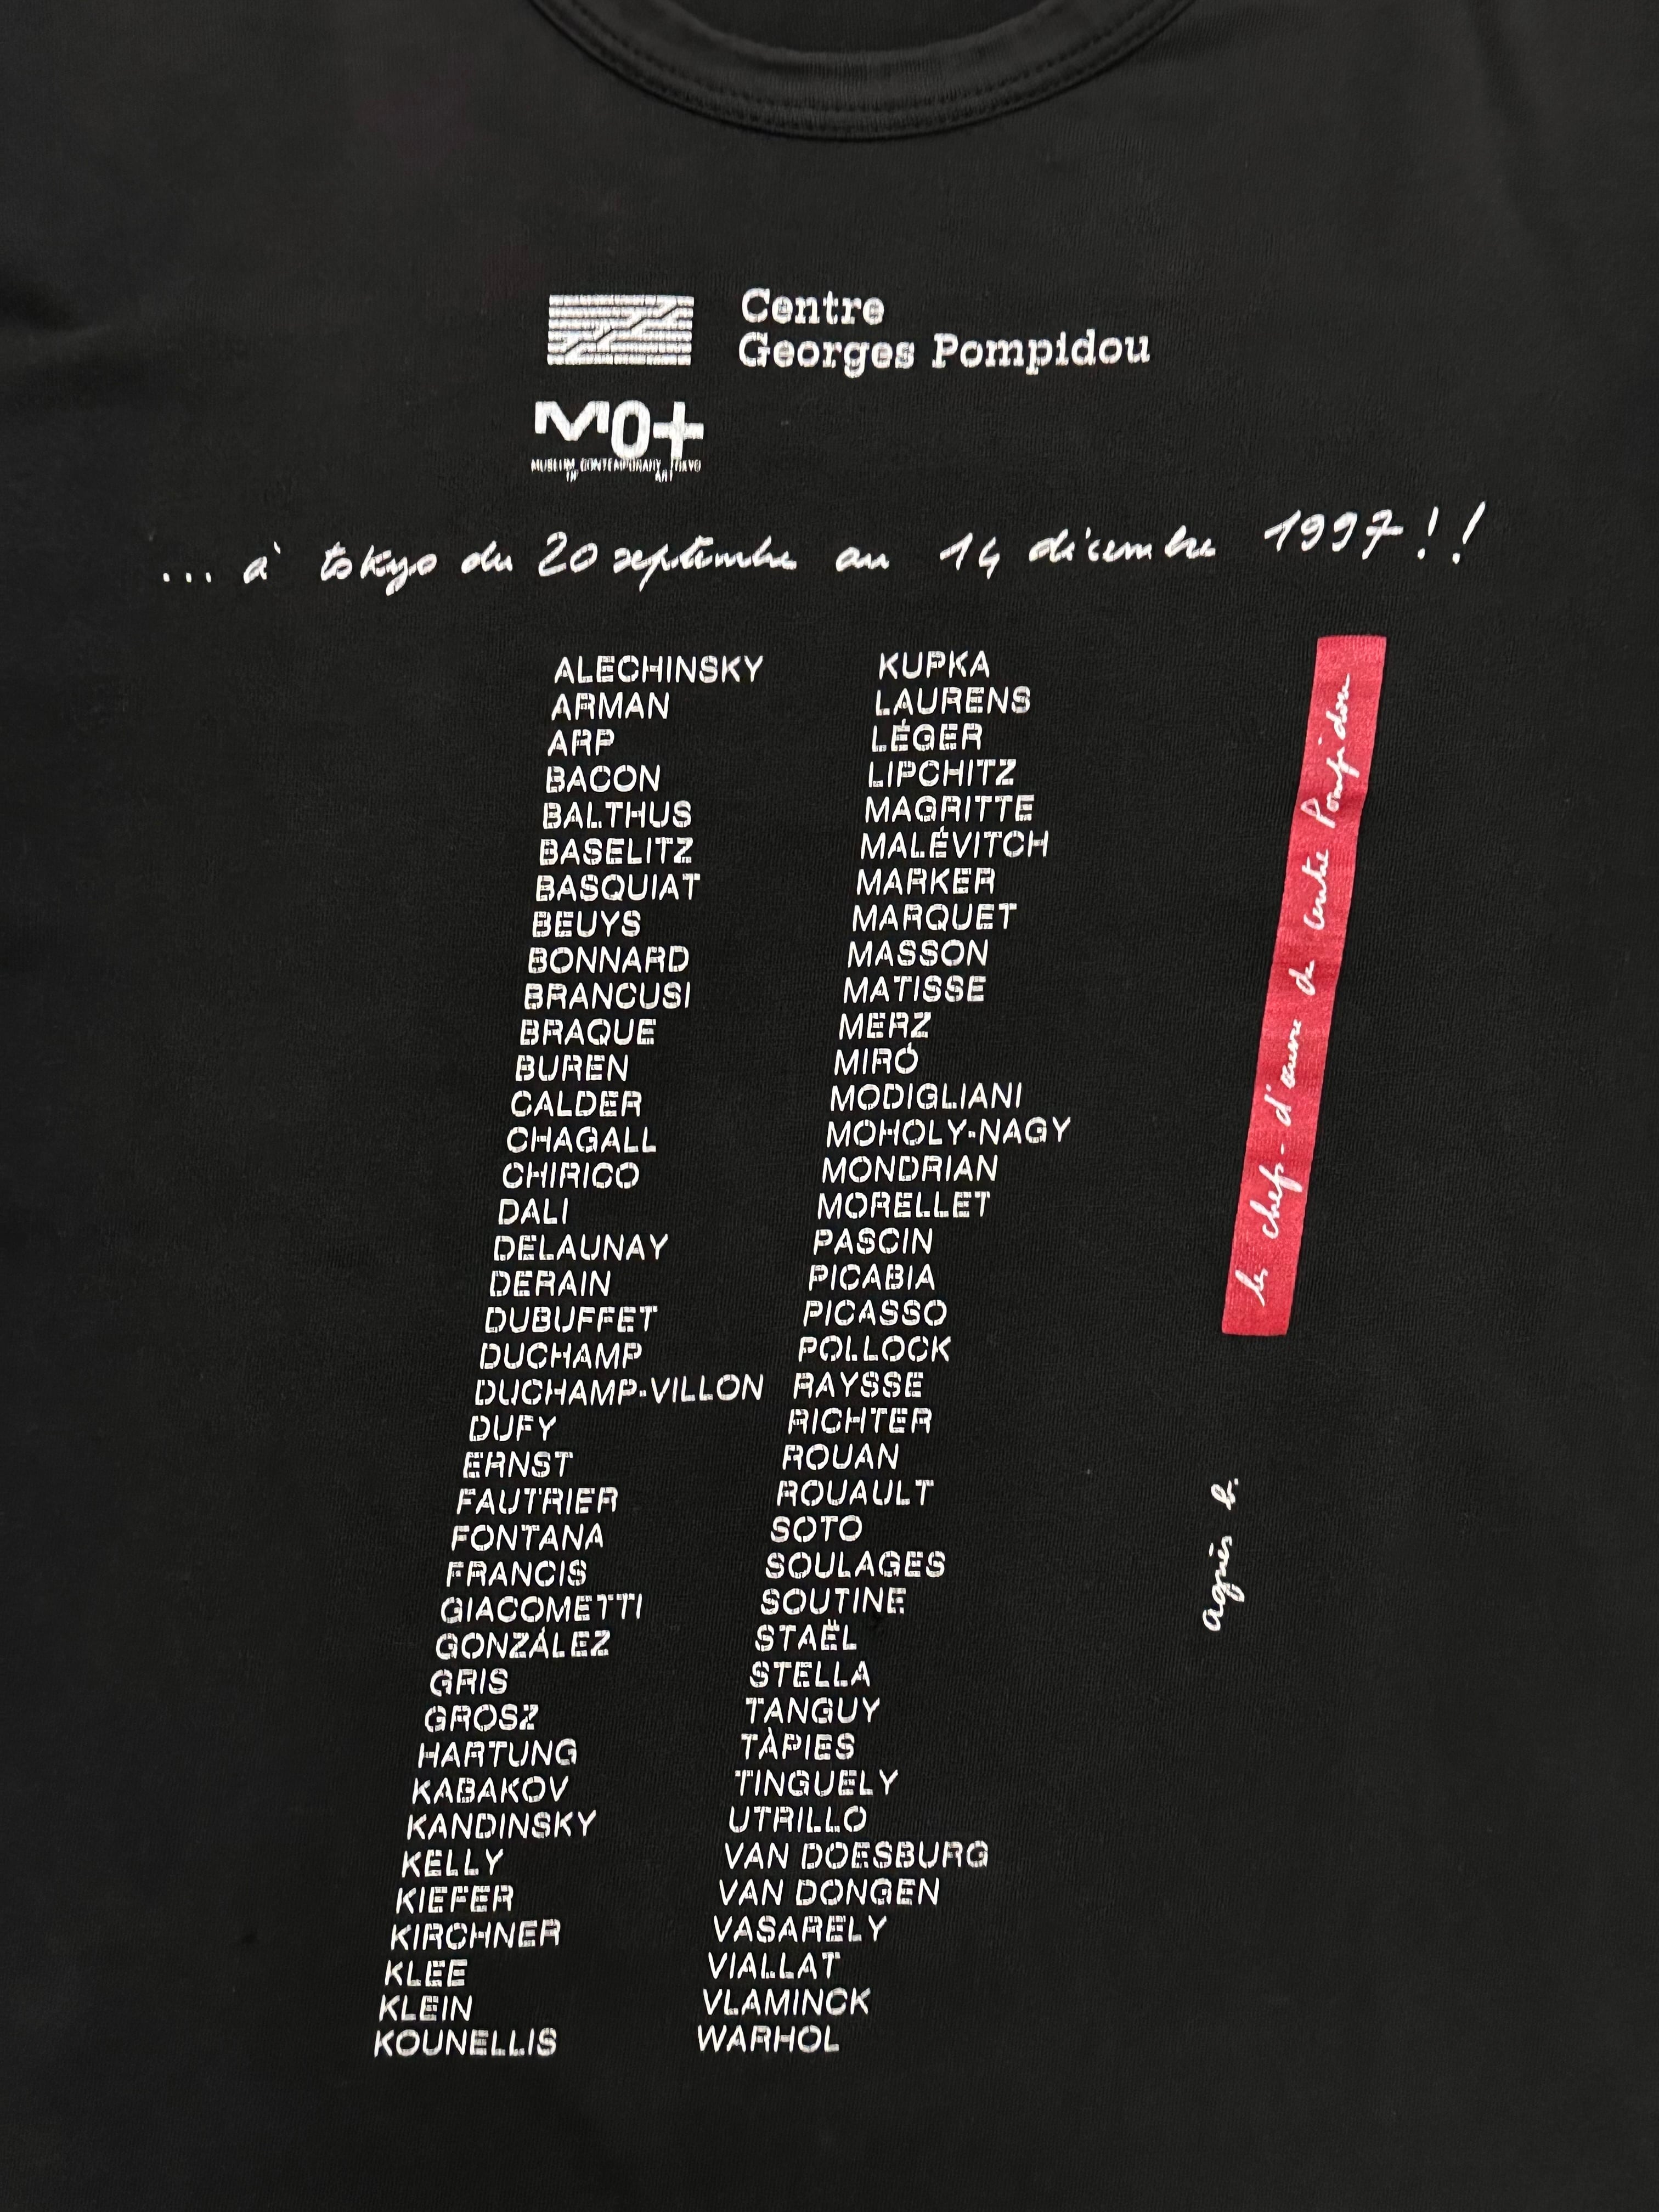 Centre
Georges Pompidou
MO+
MUSEUM CONTEMPORARY TOKYO
ART
... à tokyo du 20 septembre au 14 décembre 1997!!
ALECHINSKY
ARMAN
ARP
BACON
BALTHUS
BASELITZ
BASQUIAT
BEUYS
BONNARD
BRANCUSI
BRAQUE
BUREN
CALDER
CHAGALL
CHIRICO
DALI
DELAUNAY
DERAIN
DUBUFFET
DUCHAMP
DUCHAMP-VILLON
DUFY
ERNST
FAUTRIER
FONTANA
FRANCIS
GIACOMETTI
GONZÁLEZ
GRIS
GROSZ
HARTUNG
KABAKOV
KANDINSKY
KELLY
KIEFER
KIRCHNER
KLEE
KLEIN
KOUNELLIS
KUPKA
LAURENS
LÉGER
LIPCHITZ
MAGRITTE
MALÉVITCH
MARKER
MARQUET
MASSON
MATISSE
MERZ
MIRÓ
MODIGLIANI
MOHOLY-NAGY
MONDRIAN
MORELLET
PASCIN
PICABIA
PICASSO
POLLOCK
RAYSSE
RICHTER
ROUAN
ROUAULT
SOTO
SOULAGES
SOUTINE
STAËL
STELLA
TANGUY
TÀPIES
TINGUELY
UTRILLO
VAN DOESBURG
VAN DONGEN
VASARELY
VIALLAT
VLAMINCK
WARHOL
les chefs-d'œuvre du centre Pompidou
agnès b.